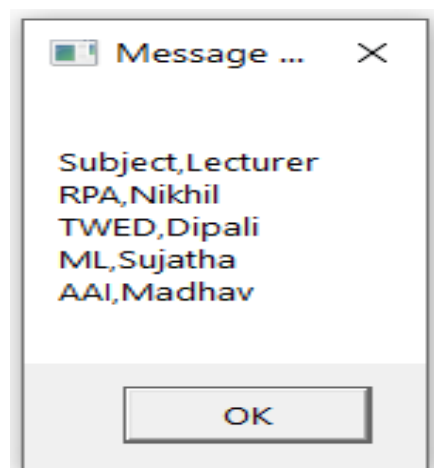 Message ...
Subject,Lecturer
RPA,Nikhil
TWED,Dipali
ML,Sujatha
AAI,Madhav
OK